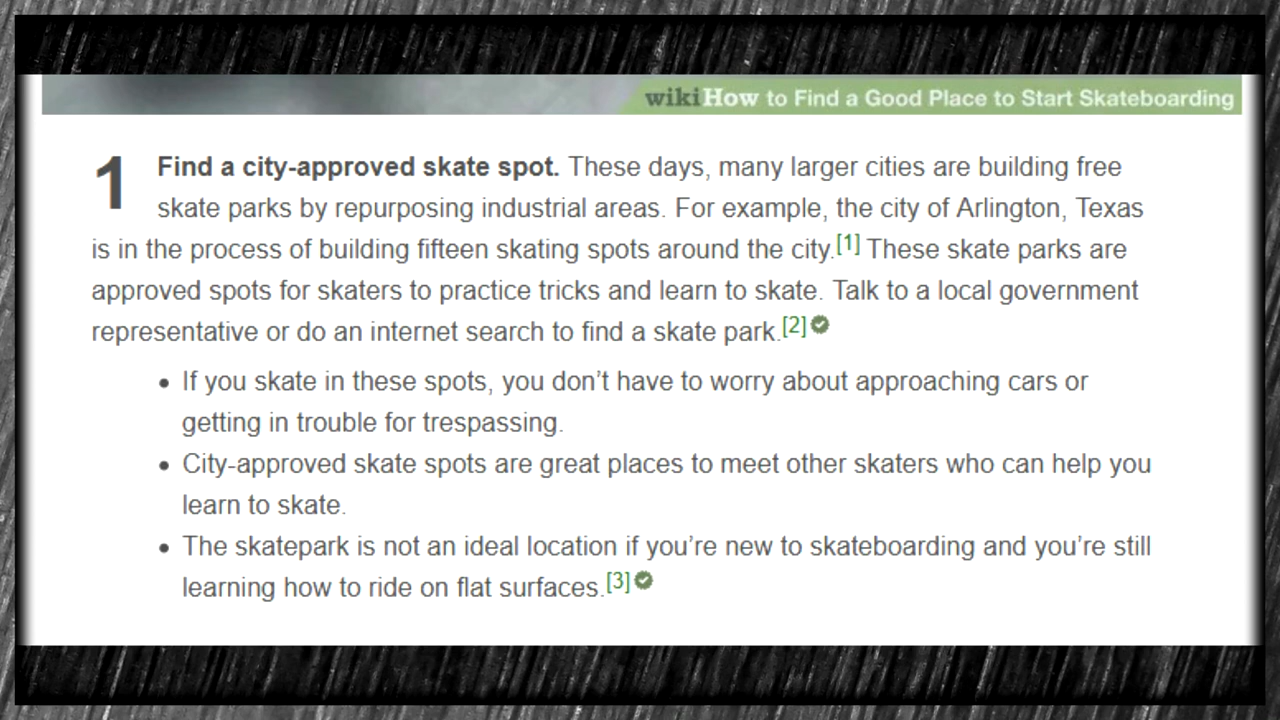 wikiHow to Find a Good Place to Start Skateboarding
1 Find a city-approved skate spot. These days, many larger cities are building free
skate parks by repurposing industrial areas. For example, the city of Arlington, Texas
is in the process of building fifteen skating spots around the city.[1] These skate parks are
approved spots for skaters to practice tricks and learn to skate. Talk to a local government
representative or do an internet search to find a skate park.[2]
• If you skate in these spots, you don’t have to worry about approaching cars or
getting in trouble for trespassing.
• City-approved skate spots are great places to meet other skaters who can help you
learn to skate.
• The skatepark is not an ideal location if you’re new to skateboarding and you’re still
learning how to ride on flat surfaces.[3]